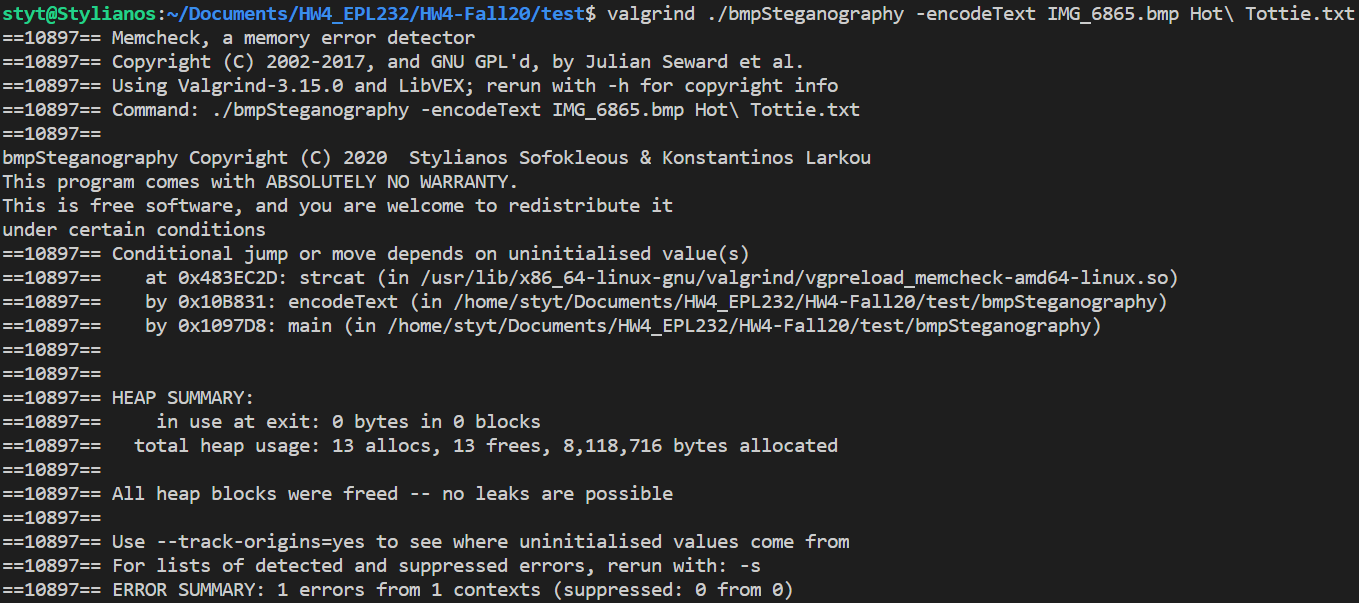 styt@Stylianos:~/Documents/HW4_EPL232/HW4-Fall20/test$ valgrind ./bmpSteganography -encodeText IMG_6865.bmp Hot\ Tottie.txt
==10897== Memcheck, a memory error detector
==10897== Copyright (C) 2002-2017, and GNU GPL'd, by Julian Seward et al.
==10897== Using Valgrind-3.15.0 and LibVEX; rerun with -h for copyright info
==10897== Command: ./bmpSteganography -encodeText IMG_6865.bmp Hot\ Tottie.txt
==10897==
bmpSteganography Copyright (C) 2020  Stylianos Sofokleous & Konstantinos Larkou
This program comes with ABSOLUTELY NO WARRANTY.
This is free software, and you are welcome to redistribute it
under certain conditions
==10897== Conditional jump or move depends on uninitialised value(s)
==10897==    at 0x483EC2D: strcat (in /usr/lib/x86_64-linux-gnu/valgrind/vgpreload_memcheck-amd64-linux.so)
==10897==    by 0x10B831: encodeText (in /home/styt/Documents/HW4_EPL232/HW4-Fall20/test/bmpSteganography)
==10897==    by 0x1097D8: main (in /home/styt/Documents/HW4_EPL232/HW4-Fall20/test/bmpSteganography)
==10897==
==10897==
==10897== HEAP SUMMARY:
==10897==     in use at exit: 0 bytes in 0 blocks
==10897==   total heap usage: 13 allocs, 13 frees, 8,118,716 bytes allocated
==10897==
==10897== All heap blocks were freed -- no leaks are possible
==10897==
==10897== Use --track-origins=yes to see where uninitialised values come from
==10897== For lists of detected and suppressed errors, rerun with: -s
==10897== ERROR SUMMARY: 1 errors from 1 contexts (suppressed: 0 from 0)